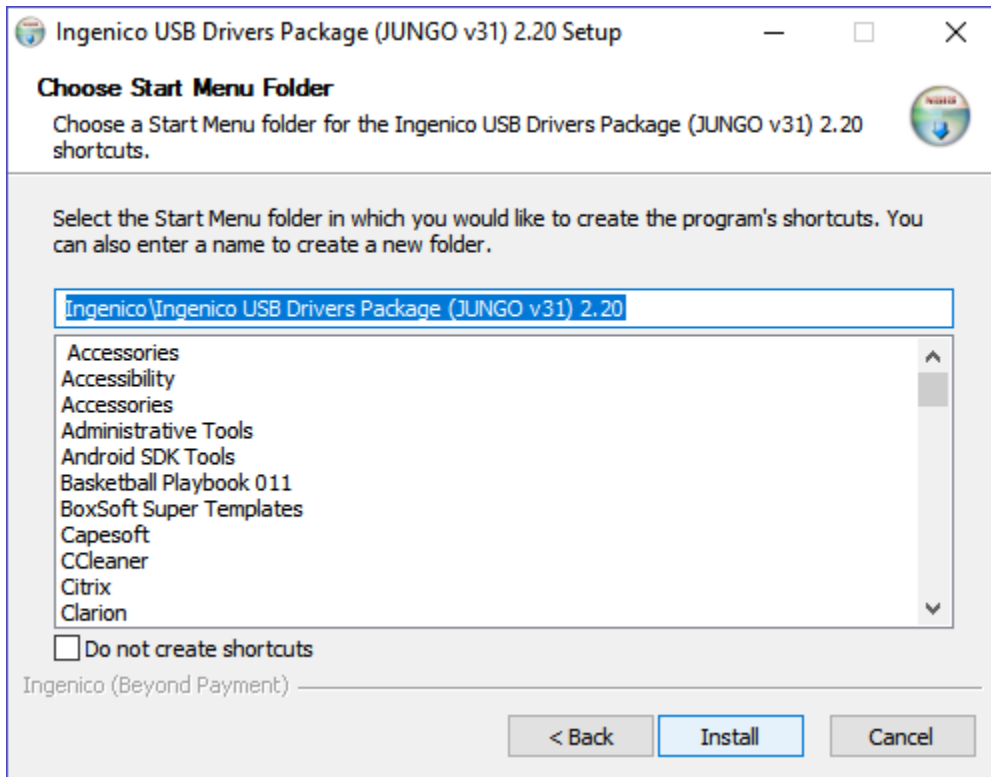 Ingenico USB Drivers Package (JUNGO v31) 2.20 Setup
Choose Start Menu Folder
Choose a Start Menu folder for the Ingenico USB Drivers Package (JUNGO v31) 2.20
shortcuts.
Select the Start Menu folder in which you would like to create the program's shortcuts. You
can also enter a name to create a new folder.
Ingenico\Ingenico USB Drivers Package (JUNGO v31) 2.20
Accessories
Accessibility
Accessories
Administrative Tools
Android SDK Tools
Basketball Playbook 011
BoxSoft Super Templates
Capesoft
CCleaner
Citrix
Clarion
Do not create shortcuts
Ingenico (Beyond Payment)
< Back
Install
Cancel